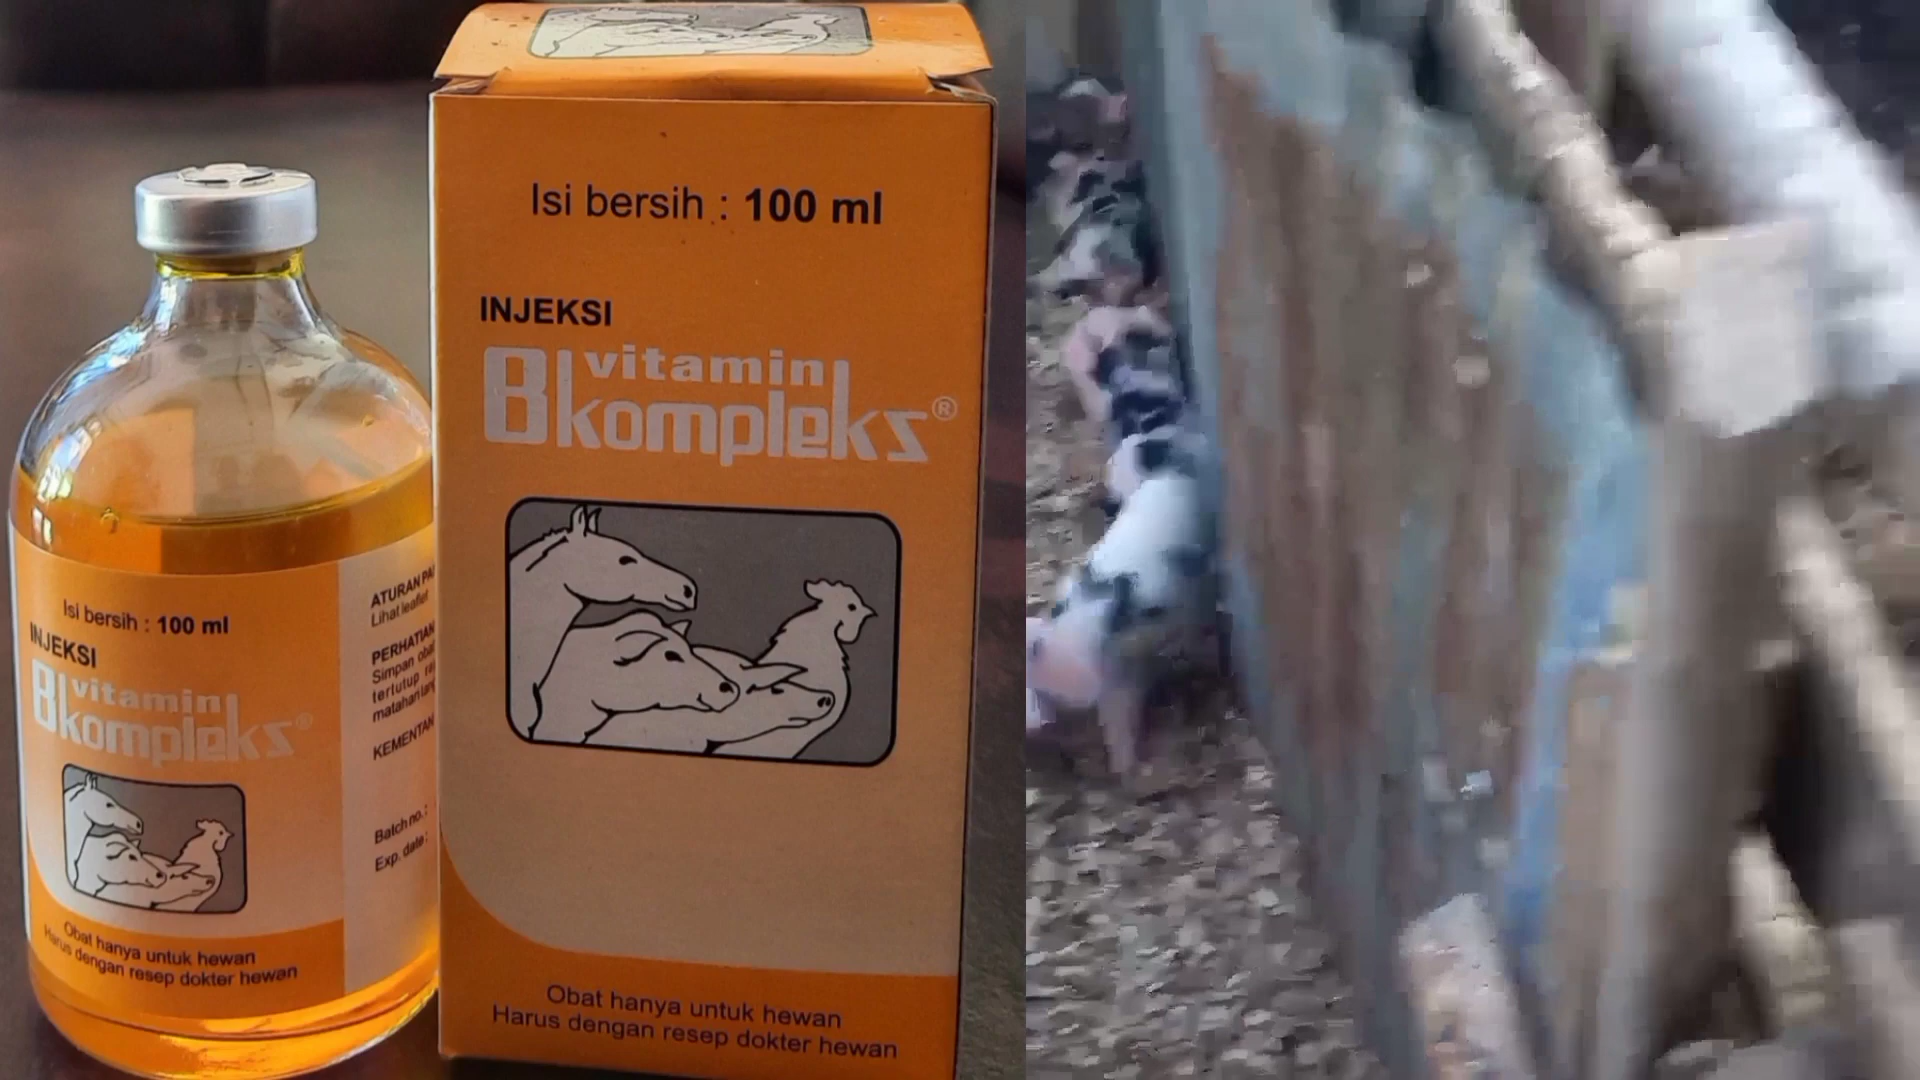 Isi bersih : 100 ml
INJEKSI
vitamin
B kompleks®
Obat hanya untuk hewan
Harus dengan resep dokter hewan
Isi bersih : 100 ml
INJEKSI
vitamin
B kompleks®
Obat hanya untuk hewan
Harus dengan resep dokter hewan
ATURAN
Lihat leaflet
PERHATIAN
Simpan
tertutup
Batch no. :
Exp. date :